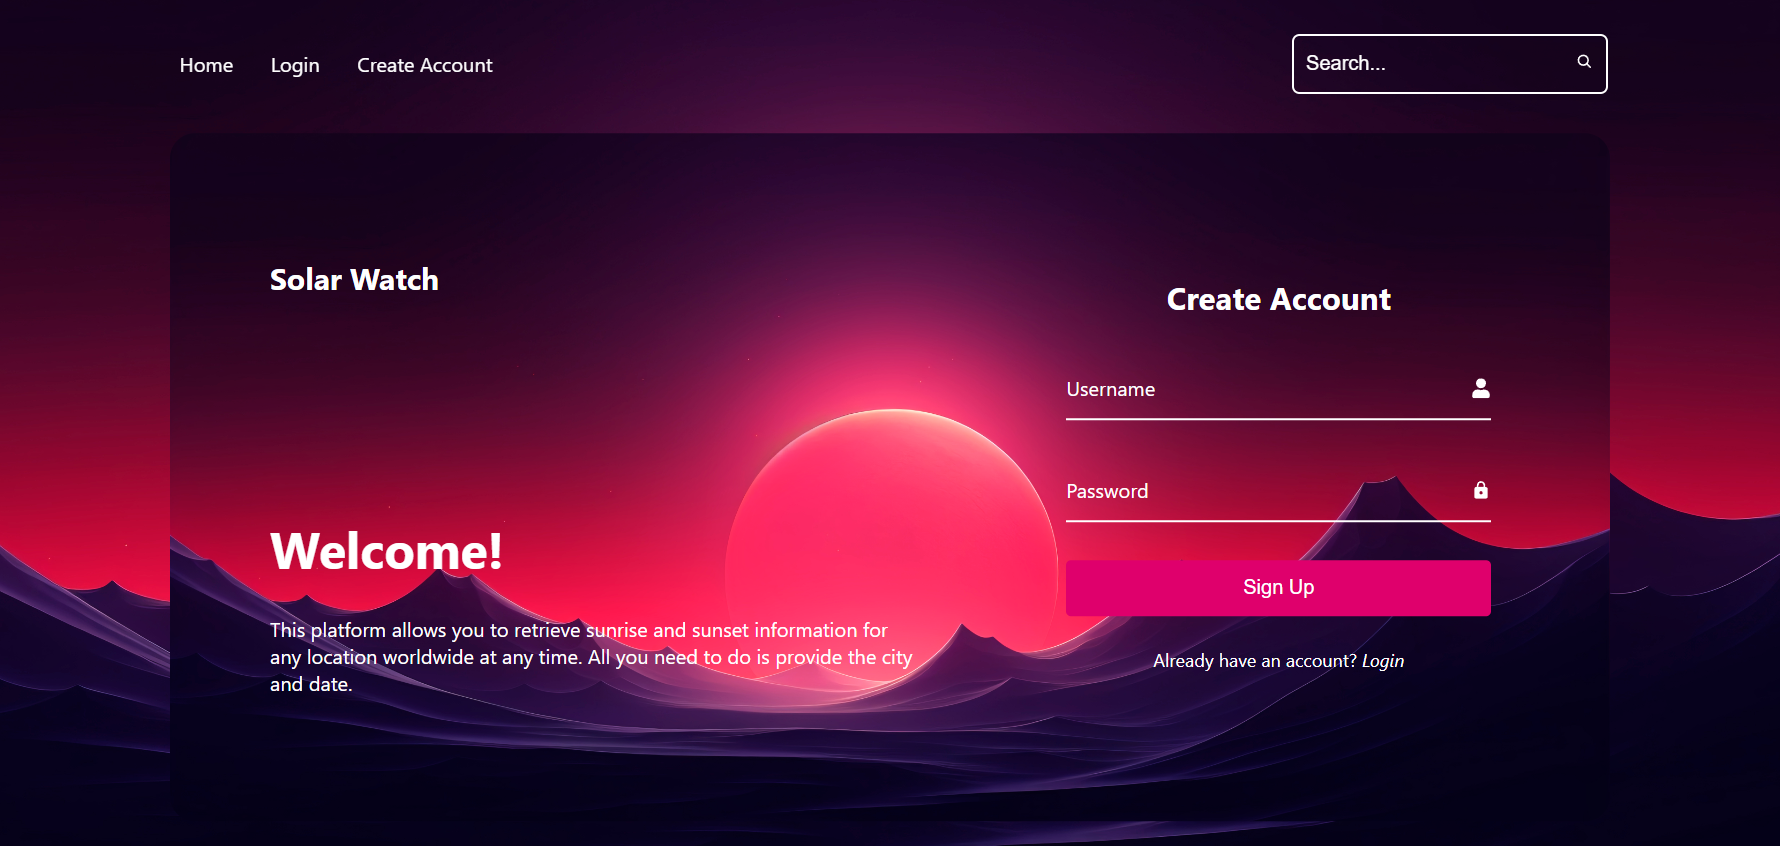 Home Login Create Account Search...
Solar Watch
Welcome!
This platform allows you to retrieve sunrise and sunset information for
any location worldwide at any time. All you need to do is provide the city
and date.
Create Account
Username
Password
Sign Up
Already have an account? Login